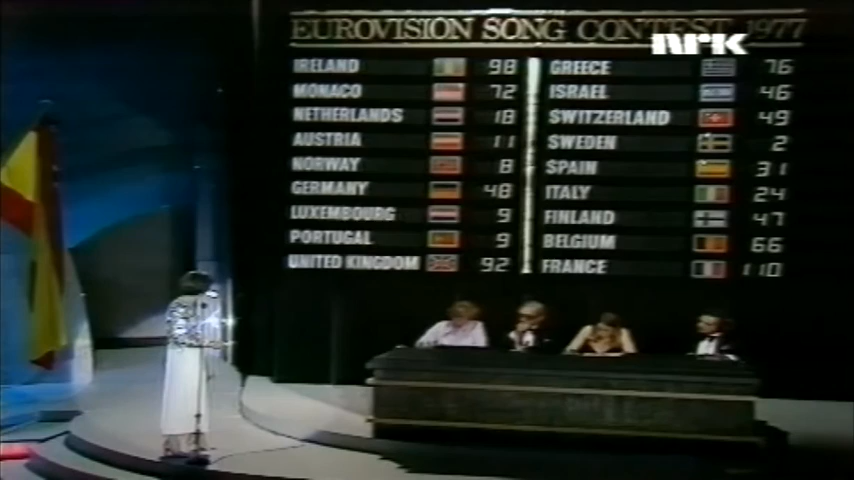 EUROVISION SONG CONTEST 1977
nrk
IRELAND 98
MONACO 72
NETHERLANDS 18
AUSTRIA 11
NORWAY 8
GERMANY 48
LUXEMBOURG 9
PORTUGAL 9
UNITED KINGDOM 92
GREECE 76
ISRAEL 46
SWITZERLAND 49
SWEDEN 2
SPAIN 31
ITALY 24
FINLAND 47
BELGIUM 66
FRANCE 110